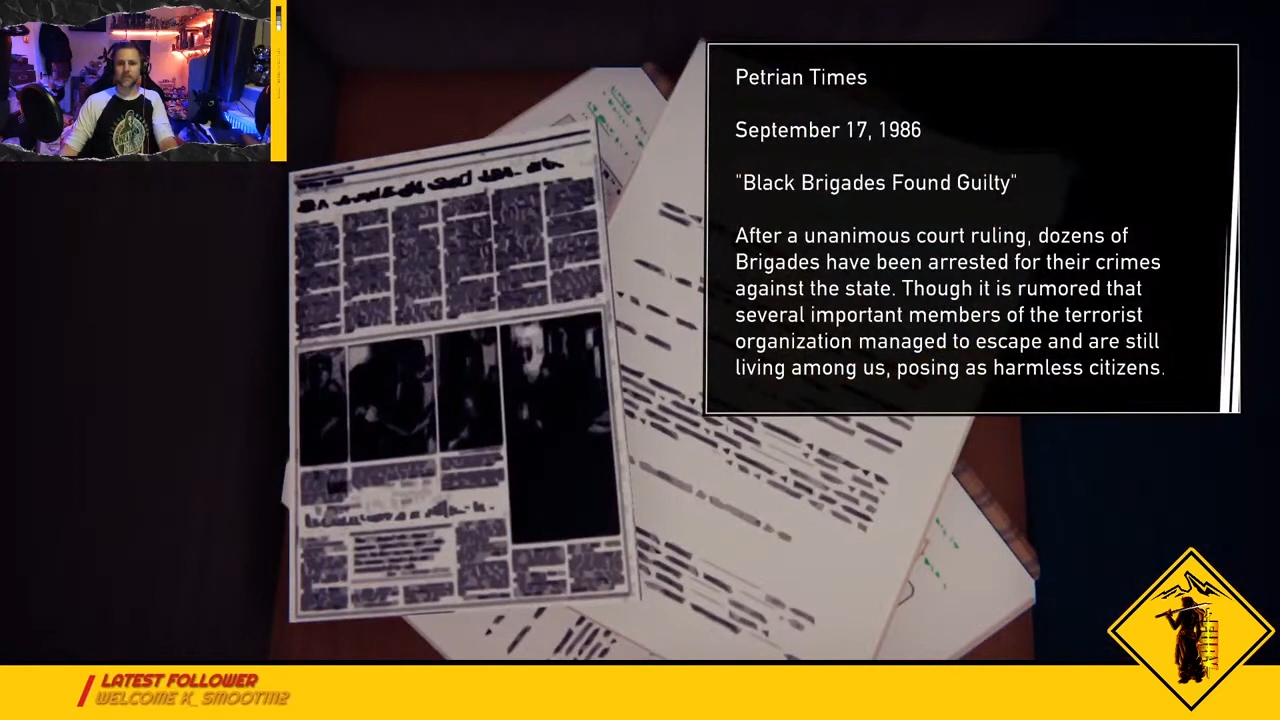 Petrian Times
September 17, 1986
"Black Brigades Found Guilty"
After a unanimous court ruling, dozens of
Brigades have been arrested for their crimes
against the state. Though it is rumored that
several important members of the terrorist
organization managed to escape and are still
living among us, posing as harmless citizens.
LATEST FOLLOWER
WELCOME K_SMOOT1112